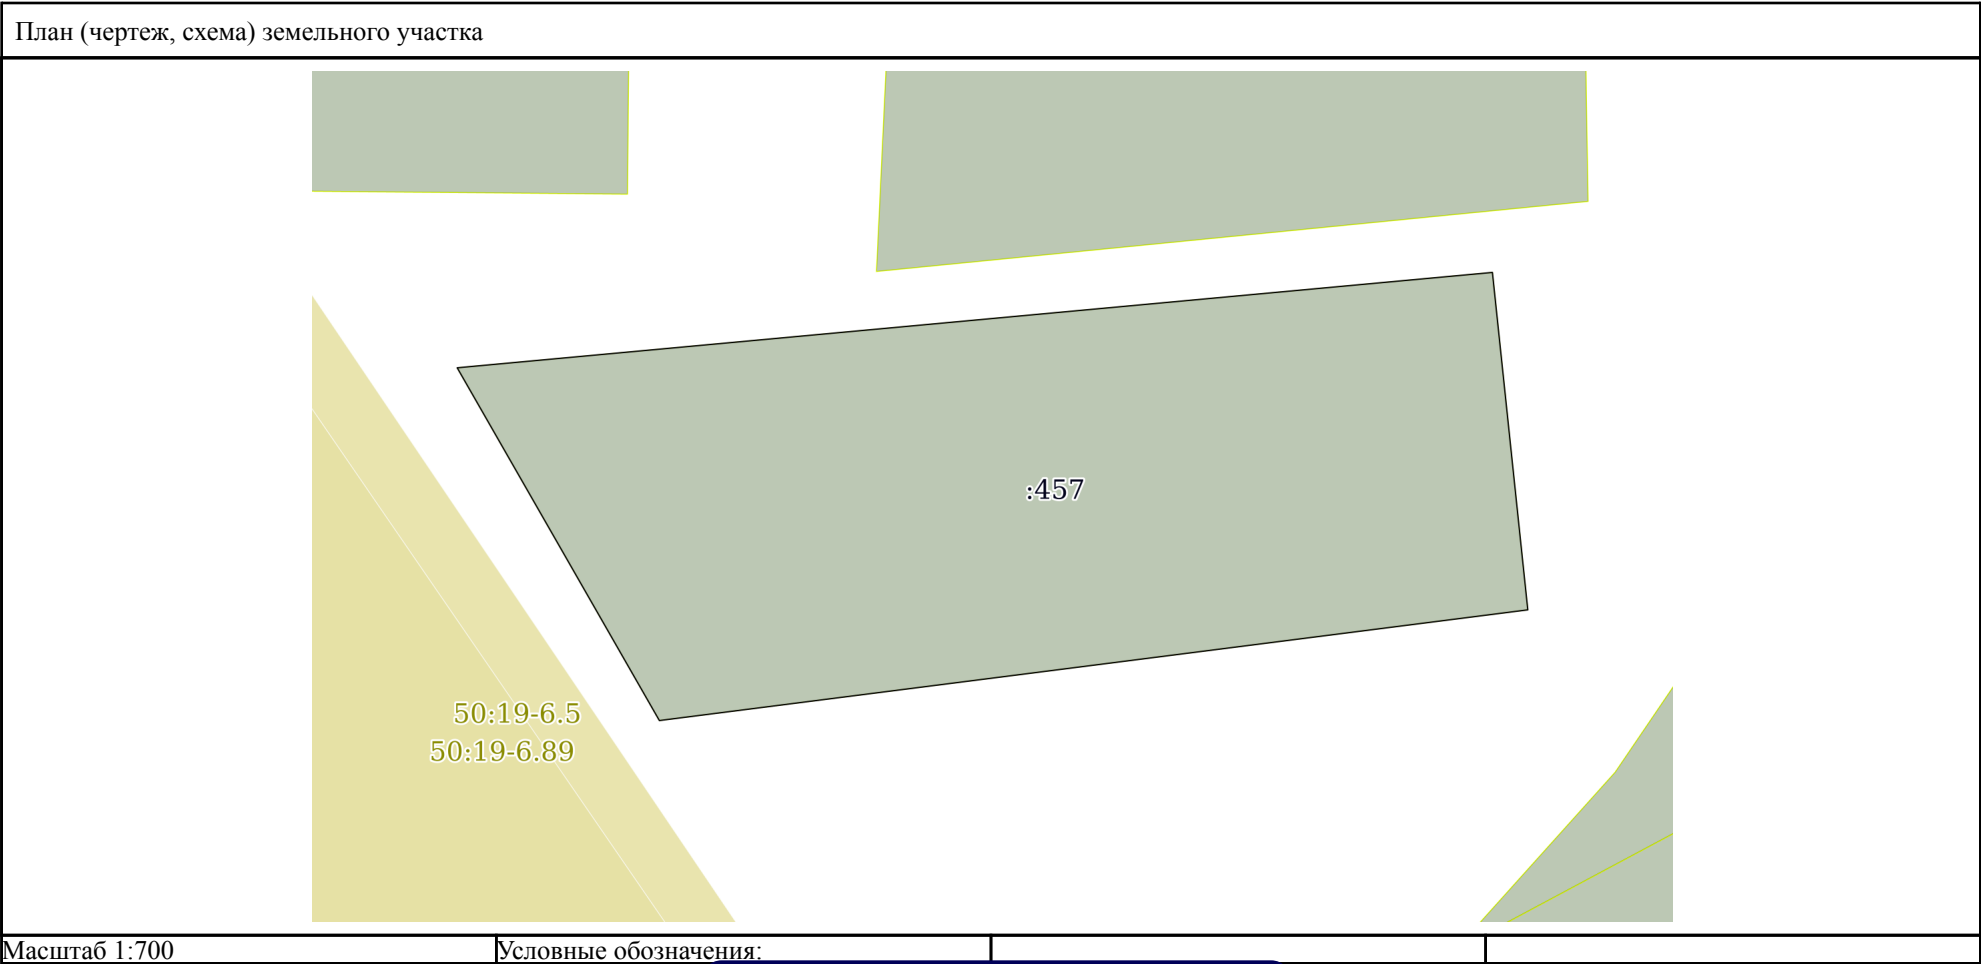 План (чертеж, схема) земельного участка
:457
50:19-6.5
50:19-6.89
Масштаб 1:700
Условные обозначения: